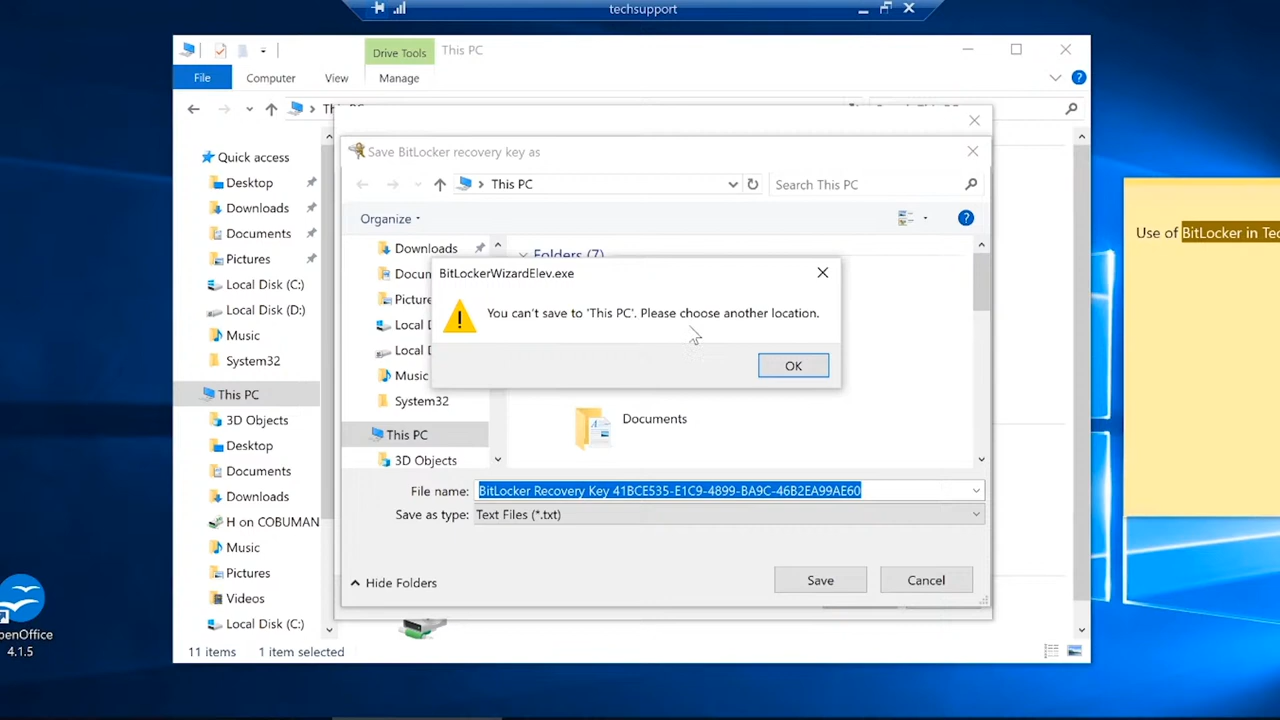 techsupport
Drive Tools
This PC
File
Computer
View
Manage
Quick access
Desktop
Downloads
Documents
Pictures
Local Disk (C:)
Local Disk (D:)
Music
System32
This PC
3D Objects
Desktop
Documents
Downloads
H on COBUMAN
Music
Pictures
Videos
Local Disk (C:)
11 items
1 item selected
Save BitLocker recovery key as
This PC
Search This PC
Organize
Downloads
Folders (7)
BitLockerWizardElev.exe
You can't save to 'This PC'. Please choose another location.
OK
Music
System32
This PC
3D Objects
Documents
File name:
BitLocker Recovery Key 41BCE535-E1C9-4899-BA9C-46B2EA99AE60
Save as type:
Text Files (*.txt)
Hide Folders
Save
Cancel
Use of BitLocker in Tec
penOffice
4.1.5